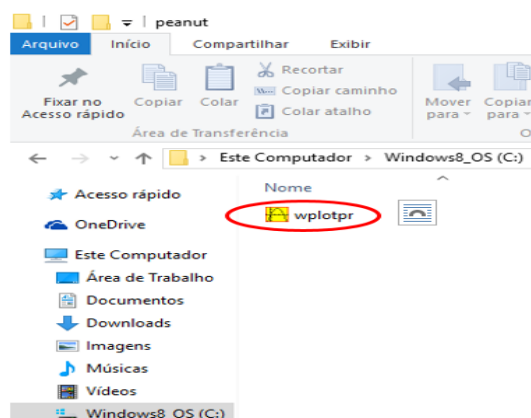 peanut
Arquivo Início Compartilhar Exibir
Fixar no Acesso rápido
Copiar
Colar
Recortar
Copiar caminho
Colar atalho
Mover para
Copiar para
Área de Transferência
O
Este Computador > Windows8_OS (C:)
Acesso rápido
OneDrive
Este Computador
Área de Trabalho
Documentos
Downloads
Imagens
Músicas
Vídeos
Windows8_OS (C:)
Nome
wplotpr